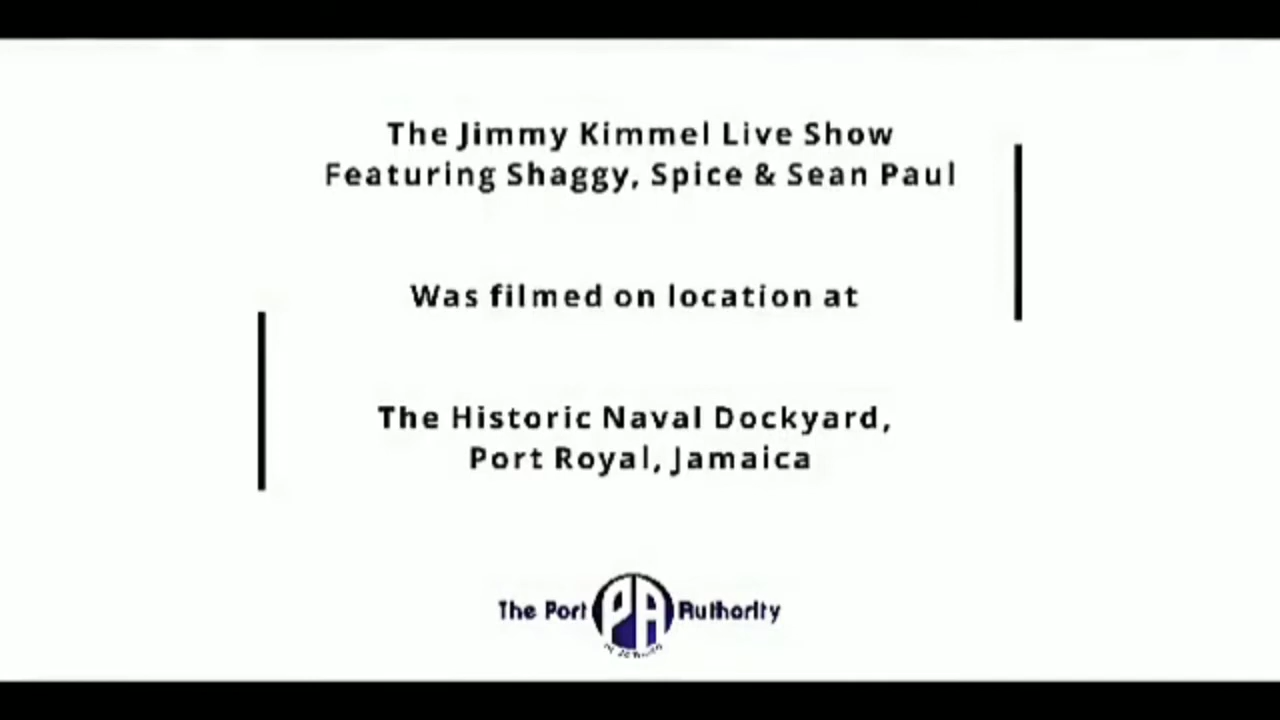 The Jimmy Kimmel Live Show
Featuring Shaggy, Spice & Sean Paul
Was filmed on location at
The Historic Naval Dockyard,
Port Royal, Jamaica
The Port PA Authority